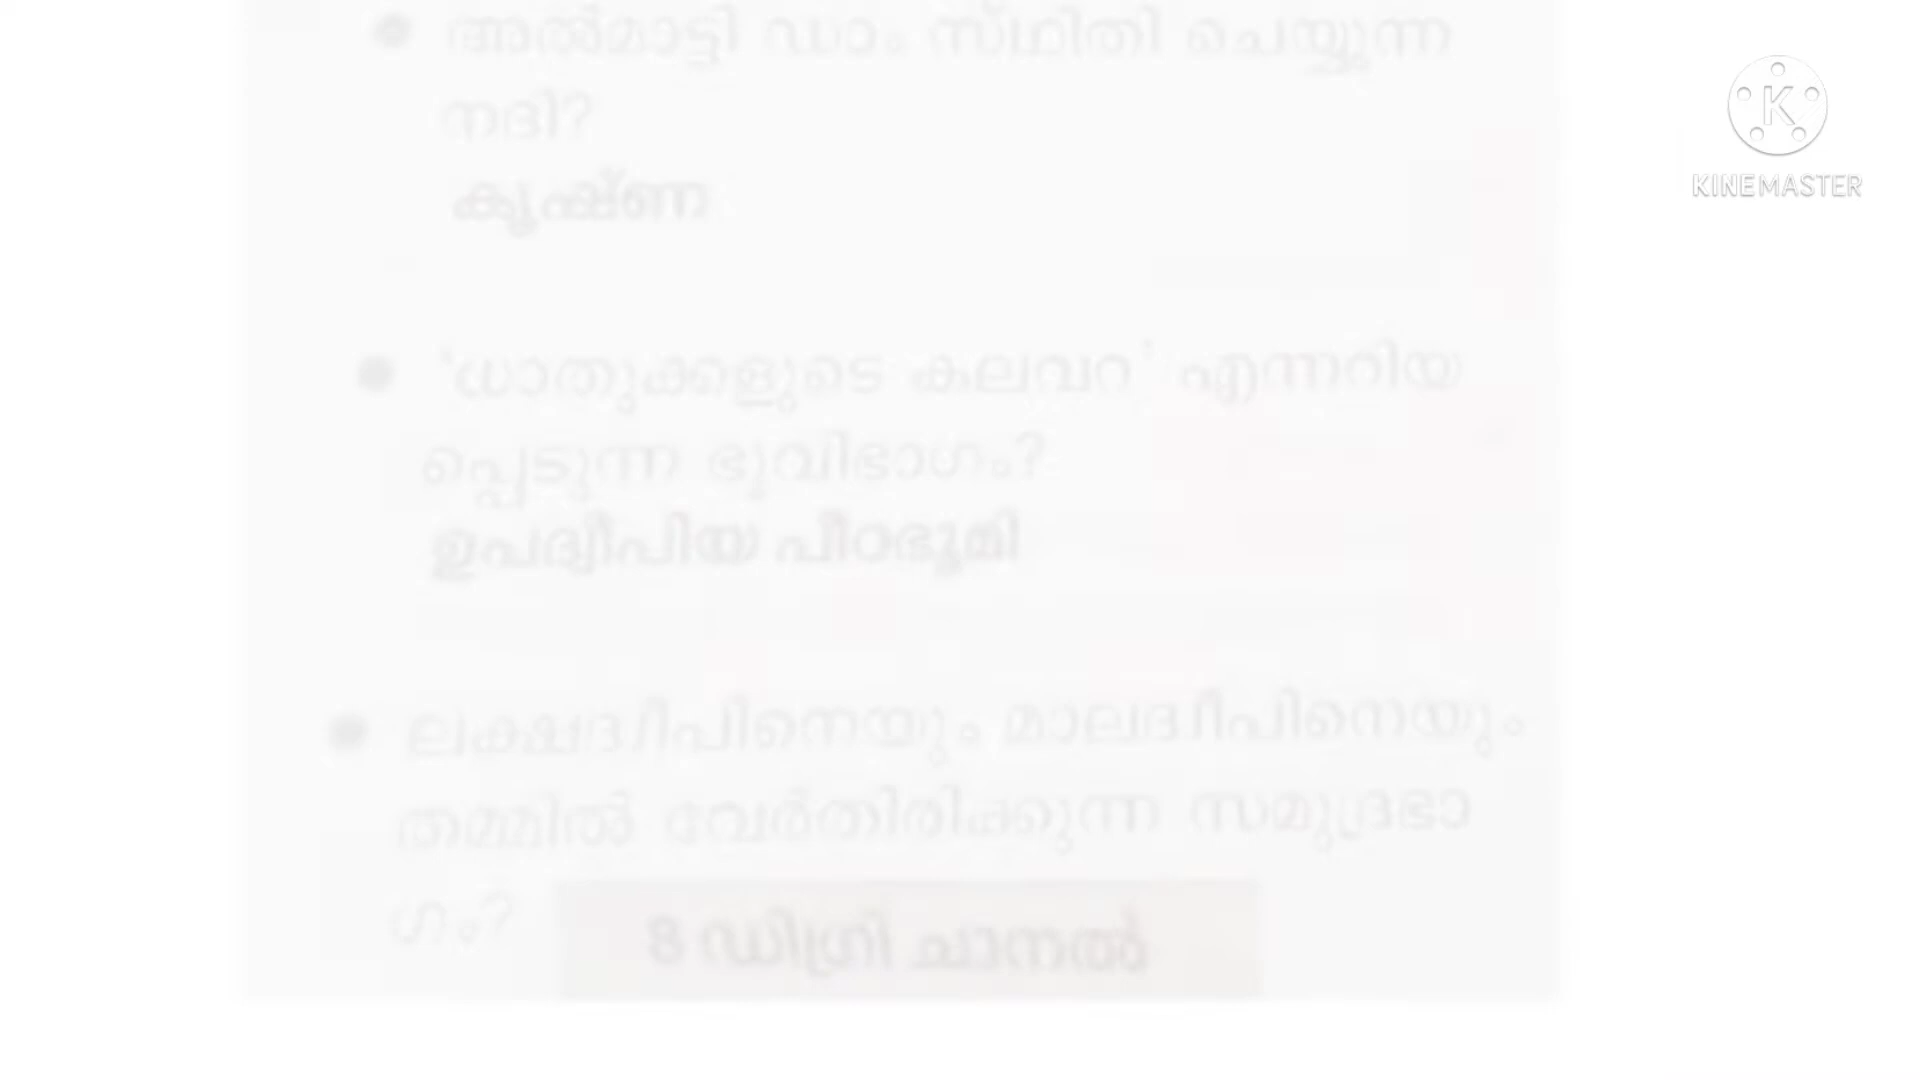 അൽമാട്ടി ഡാം സ്ഥിതി ചെയ്യുന്ന
നദി?
കൃഷ്ണ
'ധാതുക്കളുടെ കലവറ' എന്നറിയ
പ്പെടുന്ന ഭൂവിഭാഗം?
ഉപദ്വീപിയ പീഠഭൂമി
ലക്ഷദ്വീപിനെയും മാലദ്വീപിനെയും
തമ്മിൽ വേർതിരിക്കുന്ന സമുദ്രഭാ
ഗം?
8 ഡിഗ്രി ചാനൽ
K
KINEMASTER